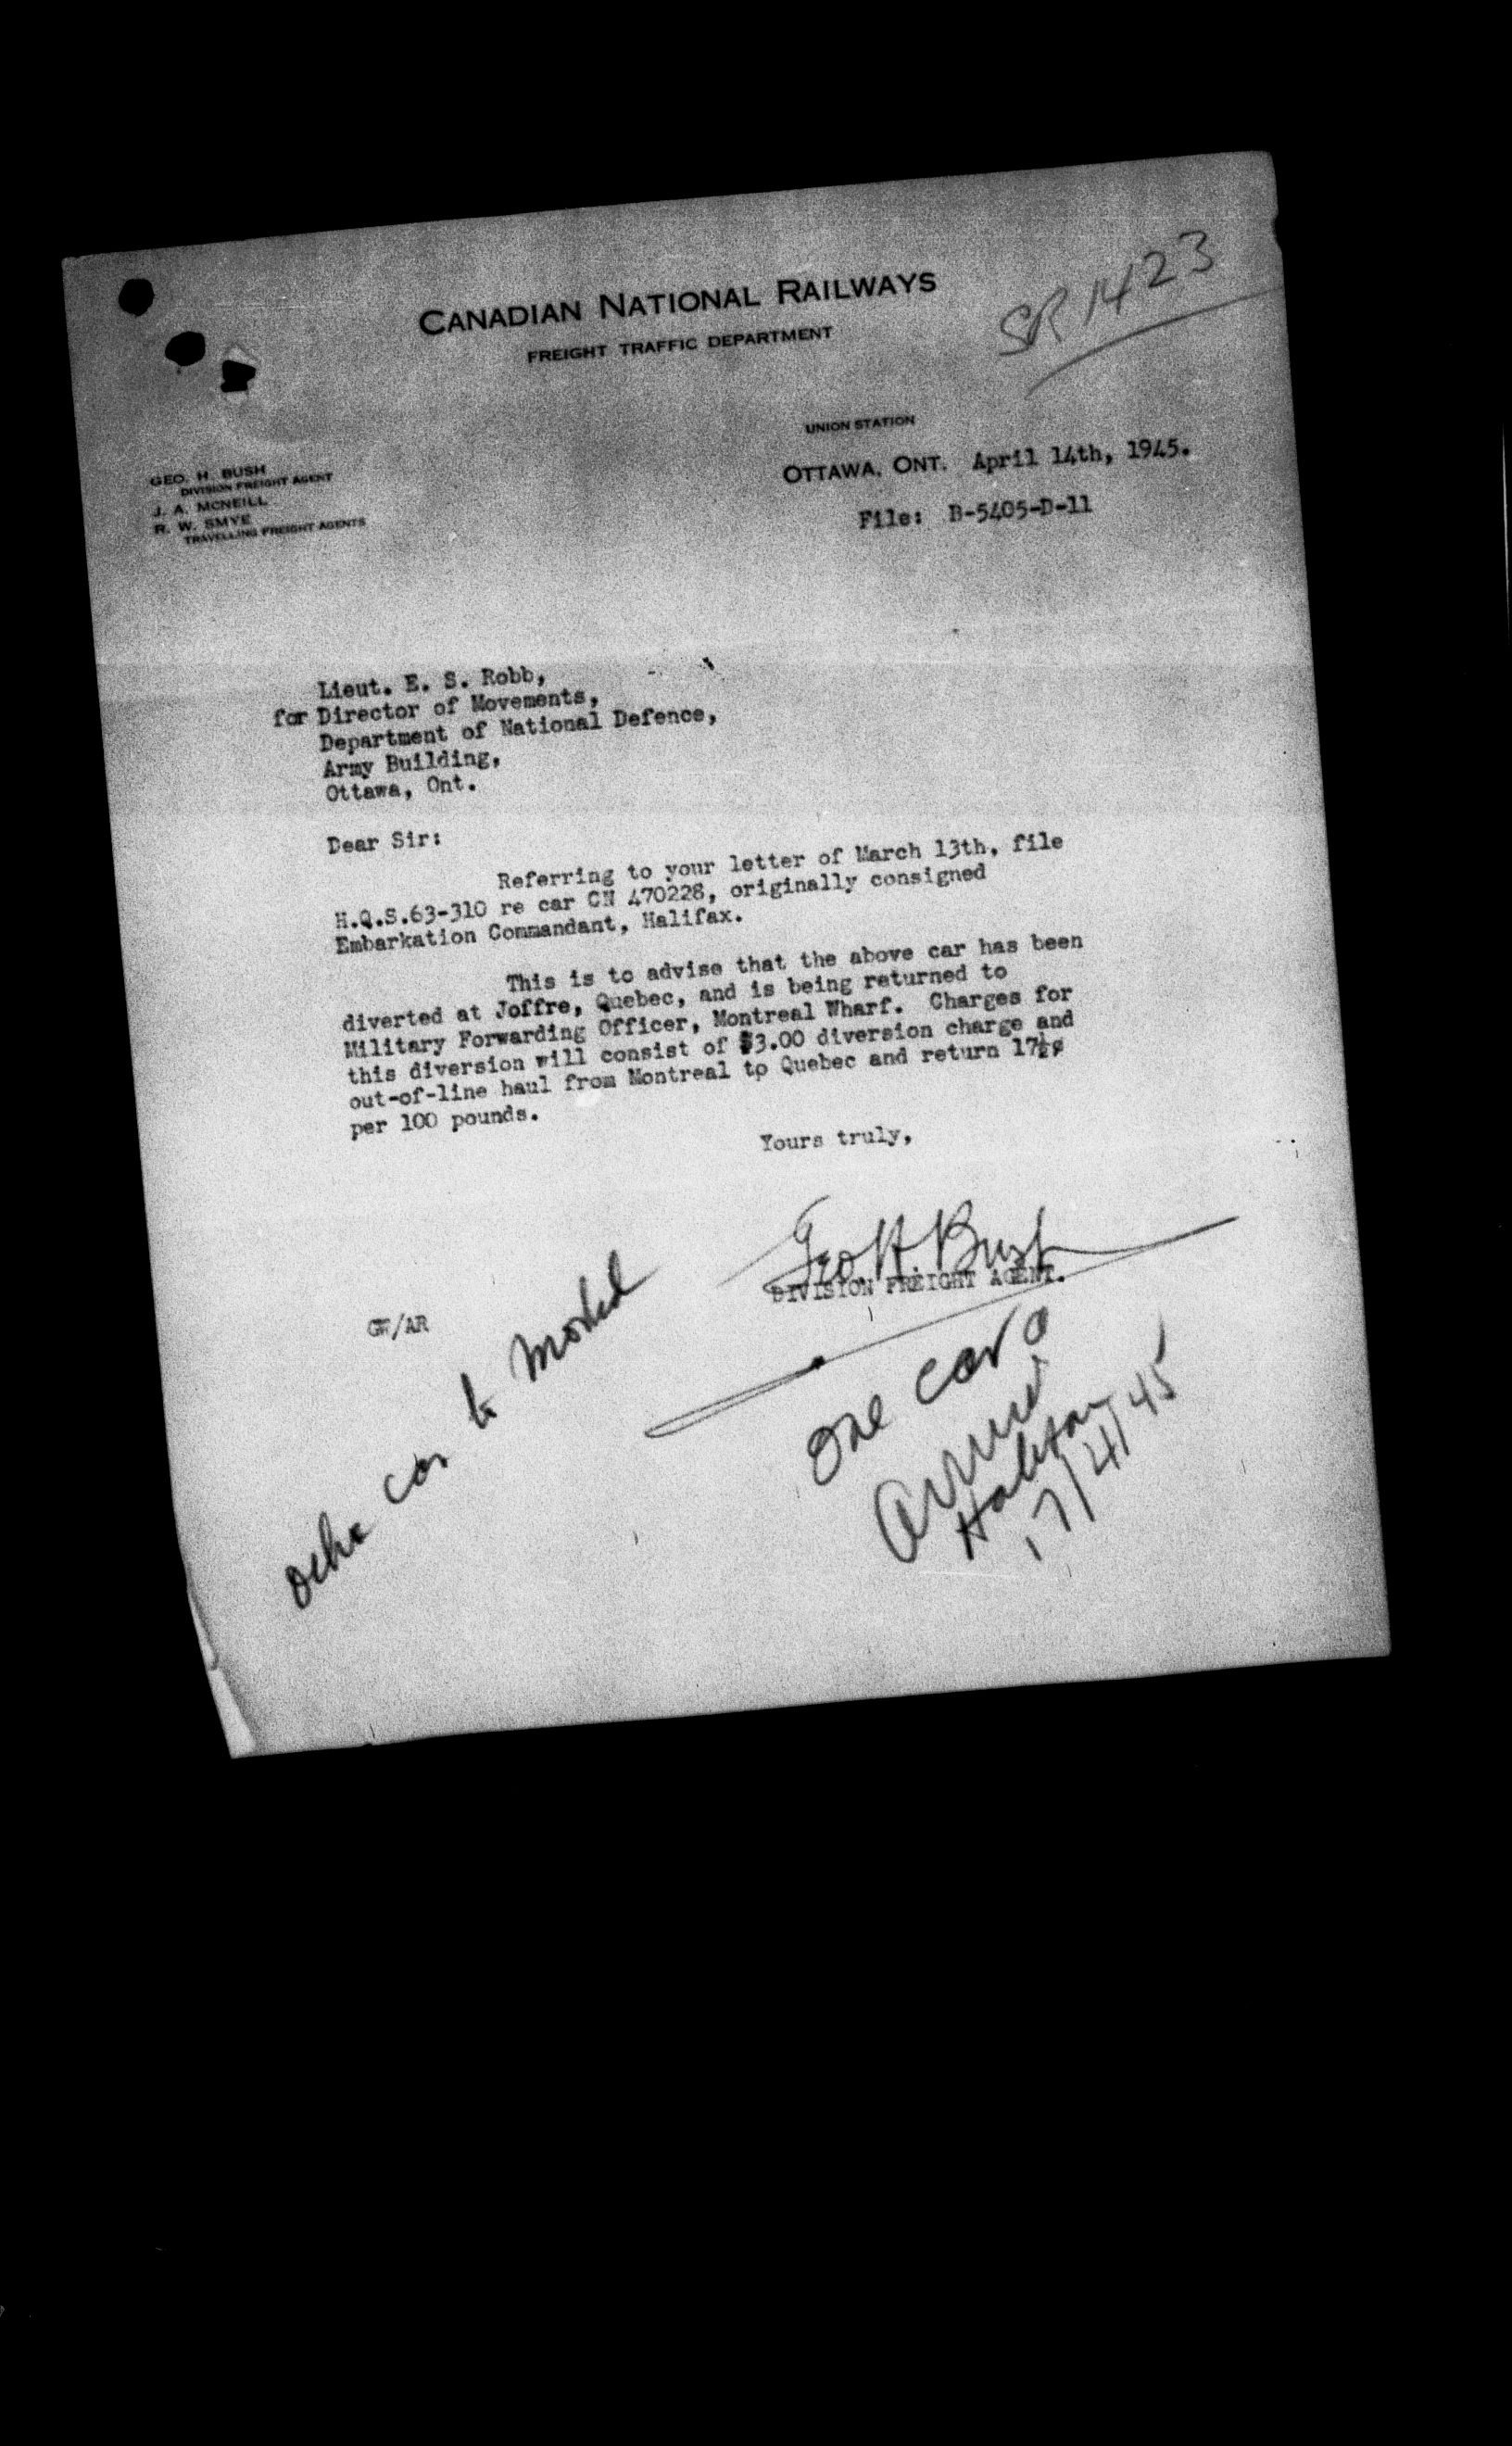 CANADIAN NATIONAL RAILWAYS
FREIGHT TRAFFIC DEPARTMENT
SR 1423
UNION STATION
OTTAWA, ONT. April 14th, 1945.
File: B-5405-D-11
GEO. H. BUSH
DIVISION FREIGHT AGENT
J. A. MCNEILL
R. W. SMYE
TRAVELLING FREIGHT AGENTS
Lieut. E. S. Robb,
for Director of Movements,
Department of National Defence,
Army Building,
Ottawa, Ont.
Dear Sir:
Referring to your letter of March 13th, file
H.Q.S.63-310 re car CN 470228, originally consigned
Embarkation Commandant, Halifax.
This is to advise that the above car has been
diverted at Joffre, Quebec, and is being returned to
Military Forwarding Officer, Montreal Wharf. Charges for
this diversion will consist of $3.00 diversion charge and
out-of-line haul from Montreal to Quebec and return 17½¢
per 100 pounds.
Yours truly,
Geo. H. Bush
DIVISION FREIGHT AGENT.
GF/AR
one car
Halifax
17/4/45
car to